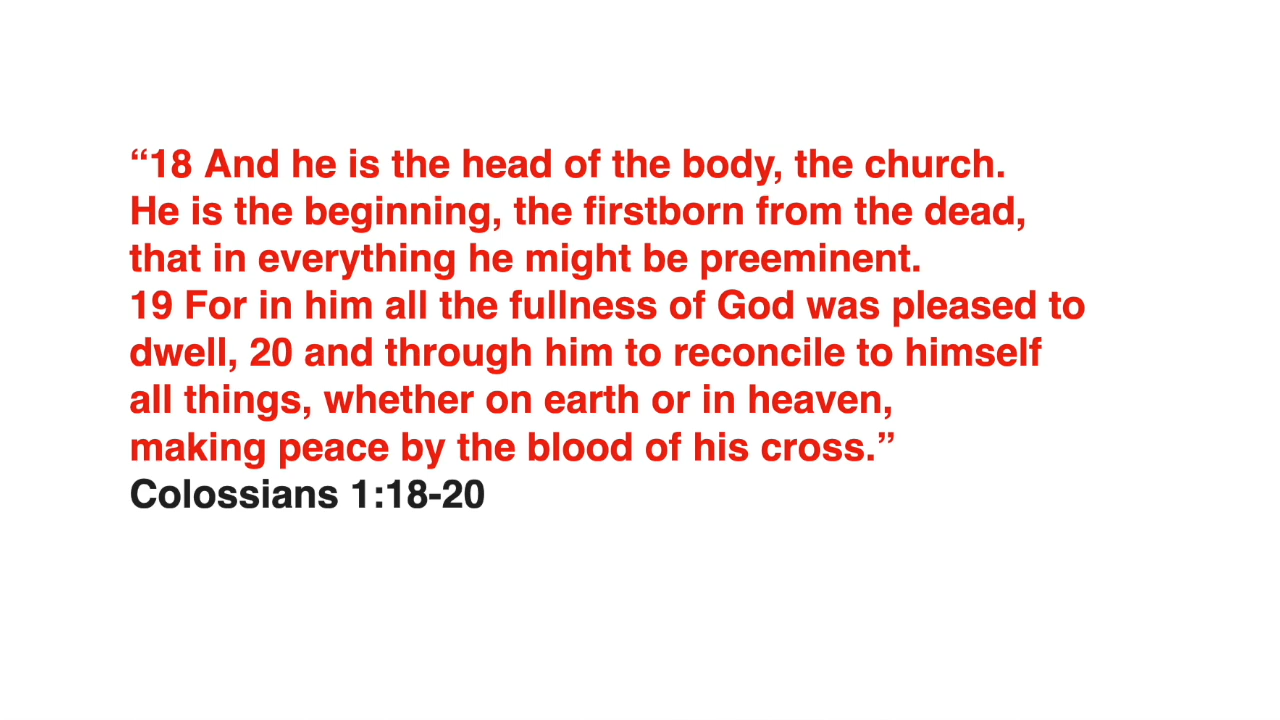 “18 And he is the head of the body, the church.
He is the beginning, the firstborn from the dead,
that in everything he might be preeminent.
19 For in him all the fullness of God was pleased to
dwell, 20 and through him to reconcile to himself
all things, whether on earth or in heaven,
making peace by the blood of his cross.”
Colossians 1:18-20